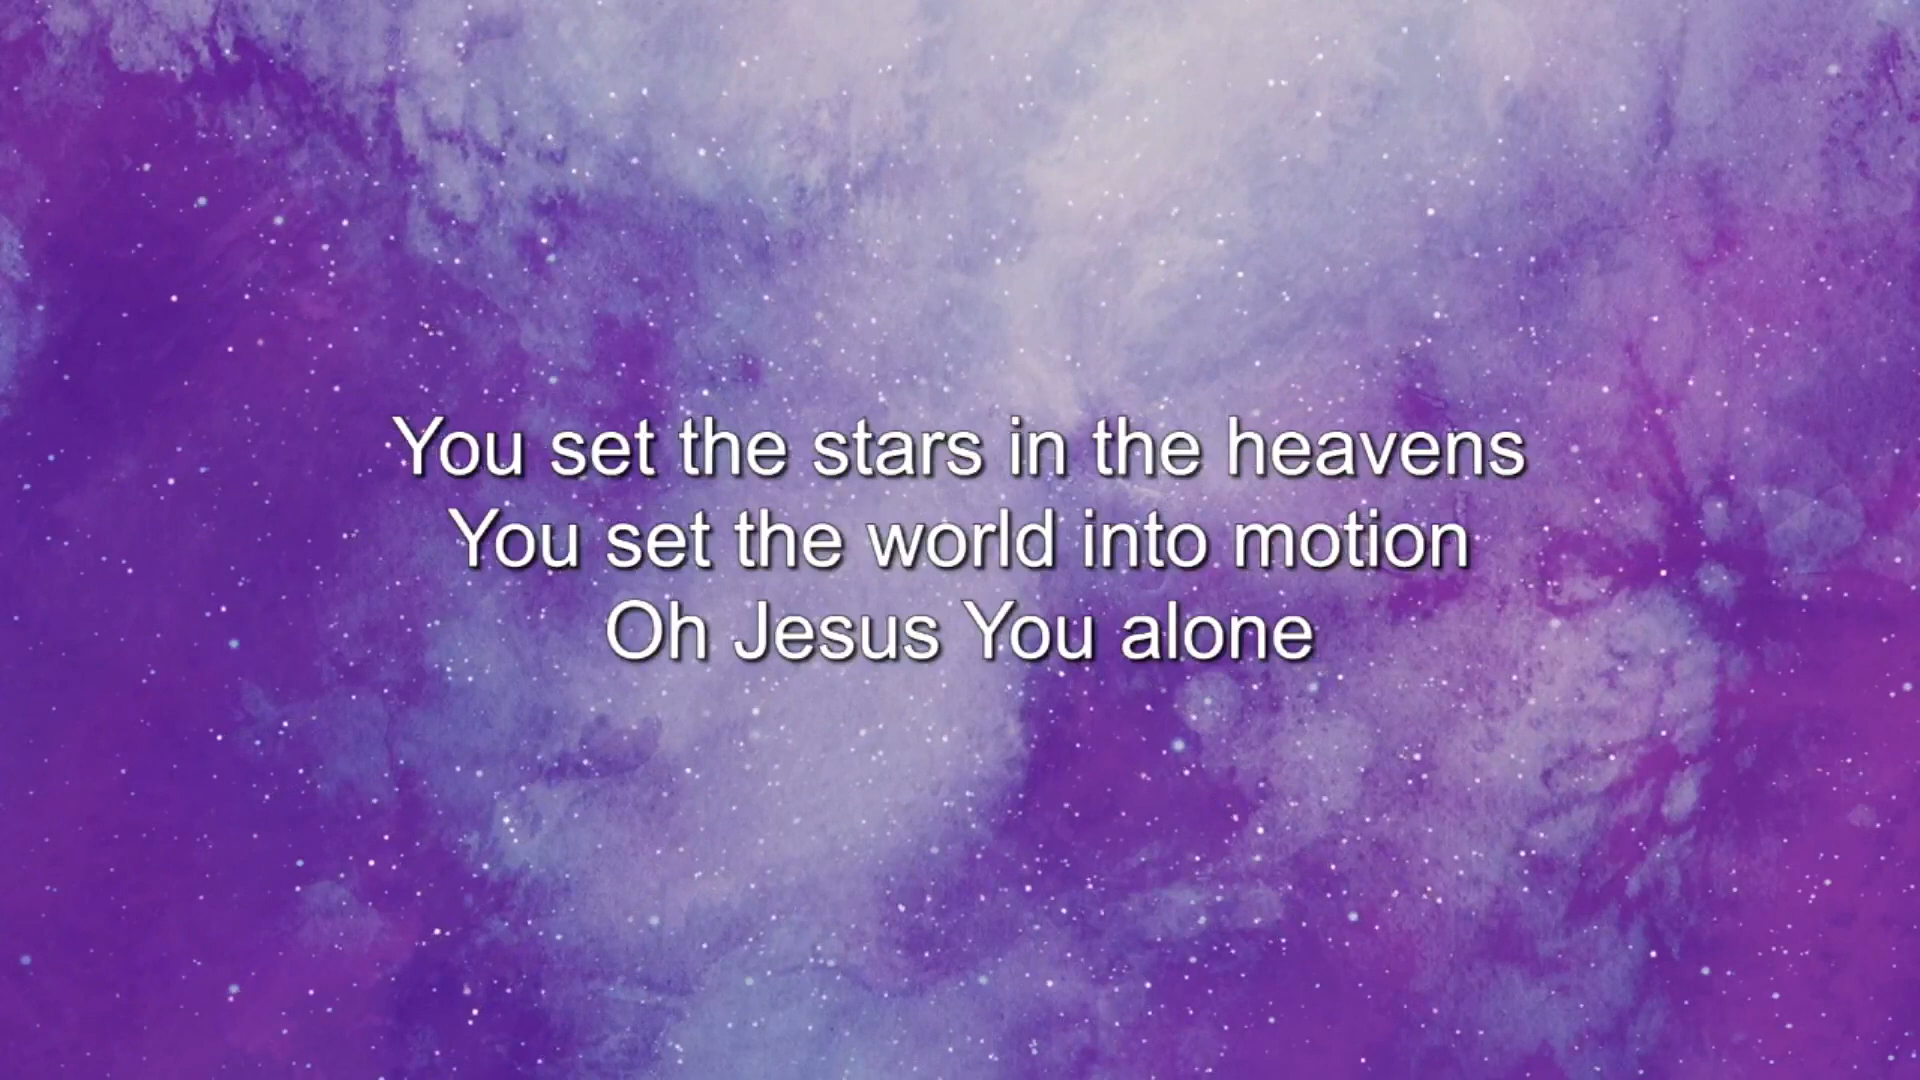 You set the stars in the heavens
You set the world into motion
Oh Jesus You alone